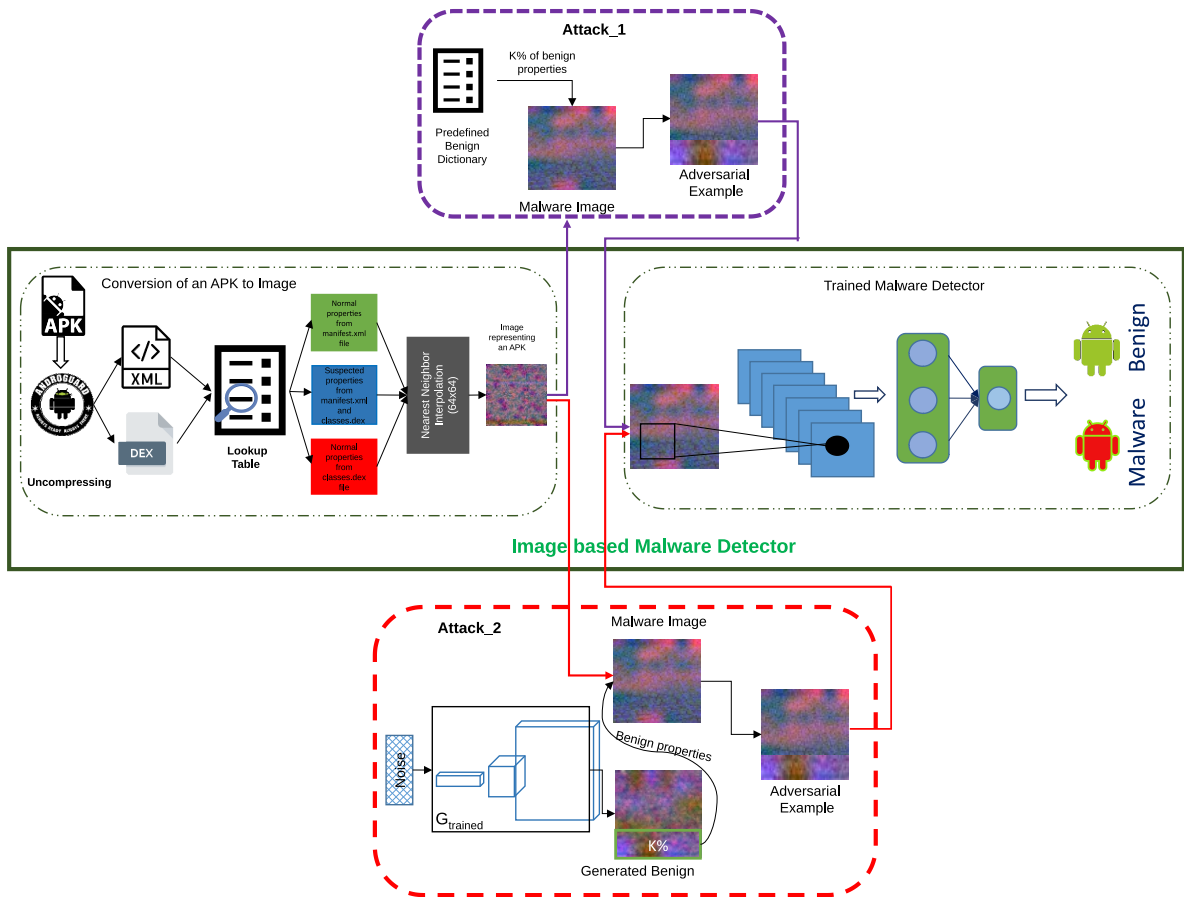 Attack_1
K% of benign
properties
Predefined
Benign
Dictionary
Malware Image
Adversarial
Example
Conversion of an APK to Image
APK
ANDROGUARD
XML
DEX
Uncompressing
Lookup
Table
Normal
properties
from
manifest.xml
file
Suspected
properties
from
manifest.xml
and
classes.dex
Normal
properties
from
classes.dex
file
Nearest Neighbor
Interpolation
(64x64)
Image
representing
an APK
Trained Malware Detector
Benign
Malware
Image based Malware Detector
Attack_2
Malware Image
Noise
G trained
Benign properties
K%
Generated Benign
Adversarial
Example